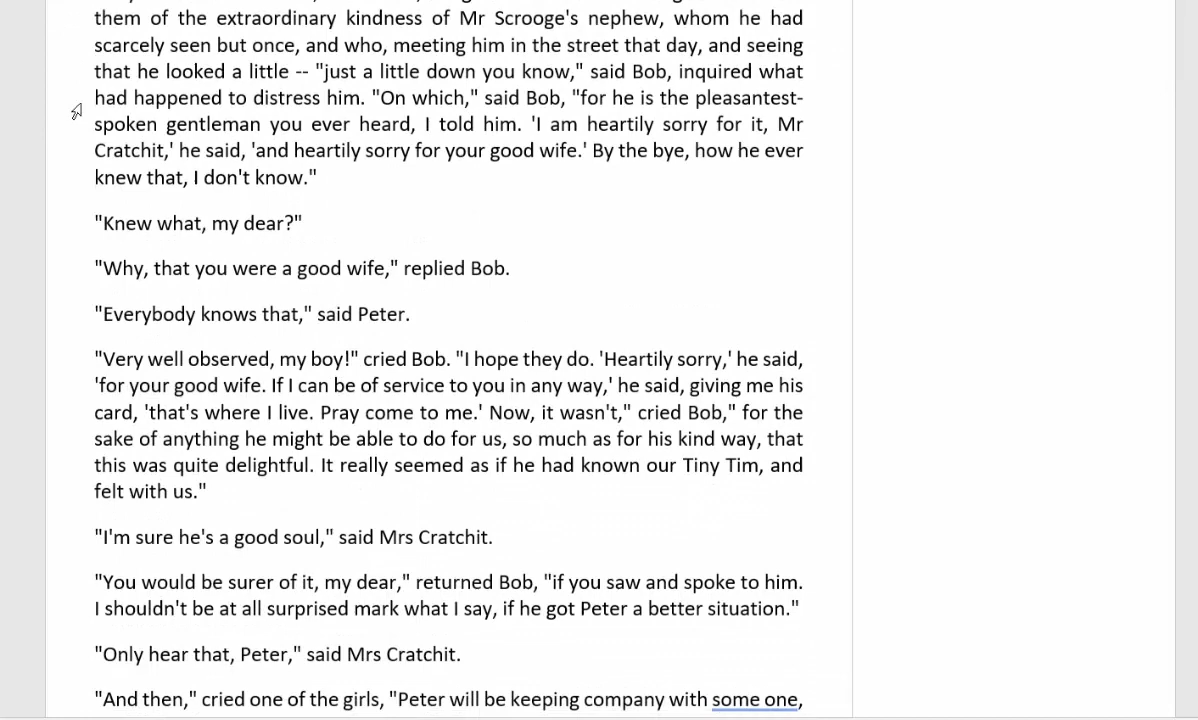 them of the extraordinary kindness of Mr Scrooge's nephew, whom he had
scarcely seen but once, and who, meeting him in the street that day, and seeing
that he looked a little -- "just a little down you know," said Bob, inquired what
had happened to distress him. "On which," said Bob, "for he is the pleasantest-
spoken gentleman you ever heard, I told him. 'I am heartily sorry for it, Mr
Cratchit,' he said, 'and heartily sorry for your good wife.' By the bye, how he ever
knew that, I don't know."
"Knew what, my dear?"
"Why, that you were a good wife," replied Bob.
"Everybody knows that," said Peter.
"Very well observed, my boy!" cried Bob. "I hope they do. 'Heartily sorry,' he said,
'for your good wife. If I can be of service to you in any way,' he said, giving me his
card, 'that's where I live. Pray come to me.' Now, it wasn't," cried Bob," for the
sake of anything he might be able to do for us, so much as for his kind way, that
this was quite delightful. It really seemed as if he had known our Tiny Tim, and
felt with us."
"I'm sure he's a good soul," said Mrs Cratchit.
"You would be surer of it, my dear," returned Bob, "if you saw and spoke to him.
I shouldn't be at all surprised mark what I say, if he got Peter a better situation."
"Only hear that, Peter," said Mrs Cratchit.
"And then," cried one of the girls, "Peter will be keeping company with some one,